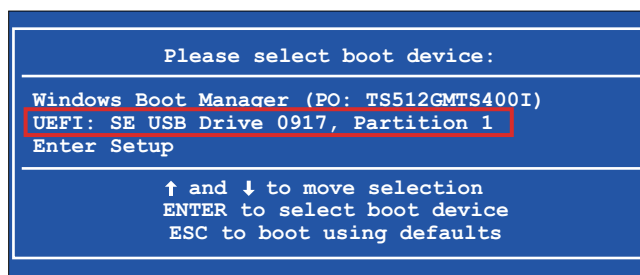 Please select boot device:
Windows Boot Manager (PO: TS512GMTS400I)
UEFI: SE USB Drive 0917, Partition 1
Enter Setup
↑ and ↓ to move selection
ENTER to select boot device
ESC to boot using defaults